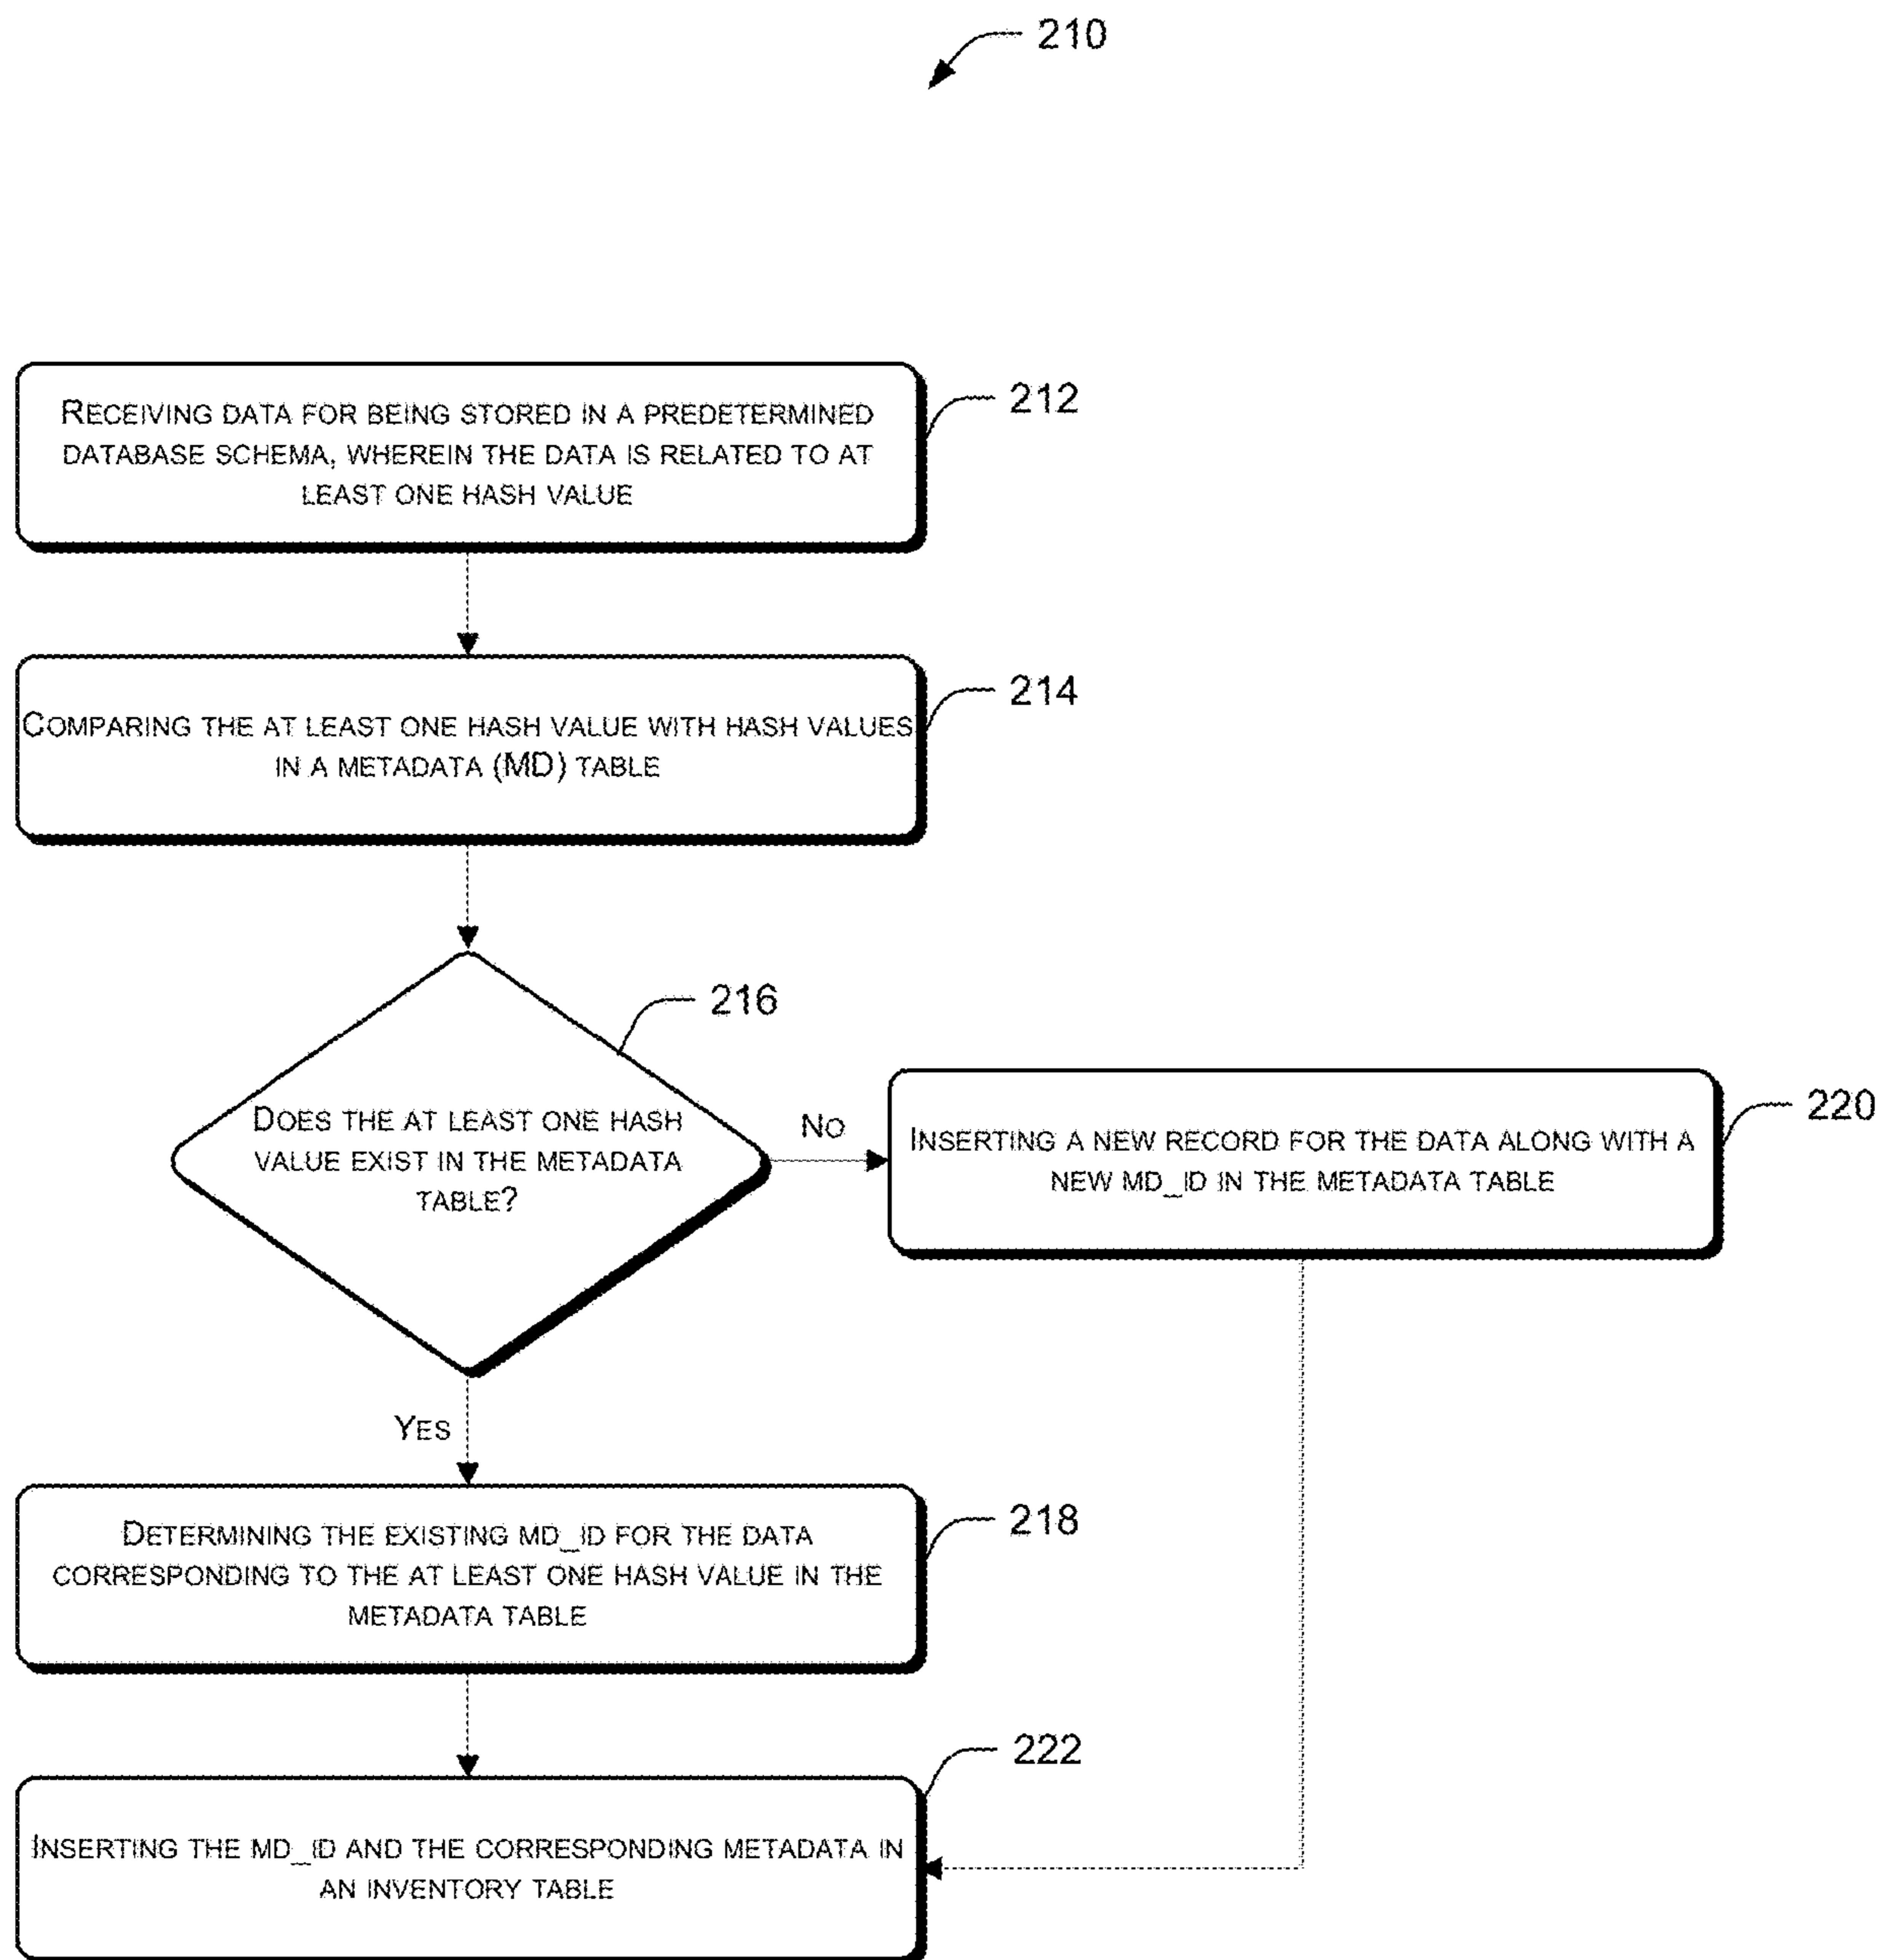 210
RECEIVING DATA FOR BEING STORED IN A PREDETERMINED
DATABASE SCHEMA, WHEREIN THE DATA IS RELATED TO AT
LEAST ONE HASH VALUE
212
COMPARING THE AT LEAST ONE HASH VALUE WITH HASH VALUES
IN A METADATA (MD) TABLE
214
216
DOES THE AT LEAST ONE HASH
VALUE EXIST IN THE METADATA
TABLE?
NO
INSERTING A NEW RECORD FOR THE DATA ALONG WITH A
NEW MD_ID IN THE METADATA TABLE
220
YES
DETERMINING THE EXISTING MD_ID FOR THE DATA
CORRESPONDING TO THE AT LEAST ONE HASH VALUE IN THE
METADATA TABLE
218
222
INSERTING THE MD_ID AND THE CORRESPONDING METADATA IN
AN INVENTORY TABLE